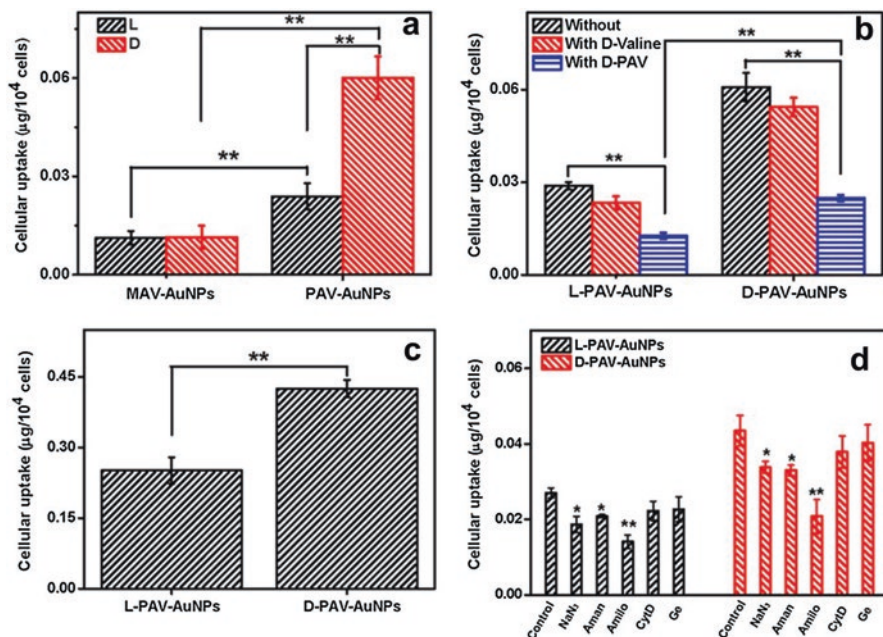 a
L
D
**
**
**
Cellular uptake (µg/10⁴ cells)
0.06
0.03
0.00
MAV-AuNPs
PAV-AuNPs
b
Without
With D-Valine
With D-PAV
**
**
**
Cellular uptake (µg/10⁴ cells)
0.06
0.03
0.00
L-PAV-AuNPs
D-PAV-AuNPs
c
**
Cellular uptake (µg/10⁴ cells)
0.45
0.30
0.15
0.00
L-PAV-AuNPs
D-PAV-AuNPs
d
L-PAV-AuNPs
D-PAV-AuNPs
Cellular uptake (µg/10⁴ cells)
0.06
0.04
0.02
0.00
*
*
**
*
*
**
Control
NaN₃
Aman
Amilo
CytD
Ge
Control
NaN₃
Aman
Amilo
CytD
Ge